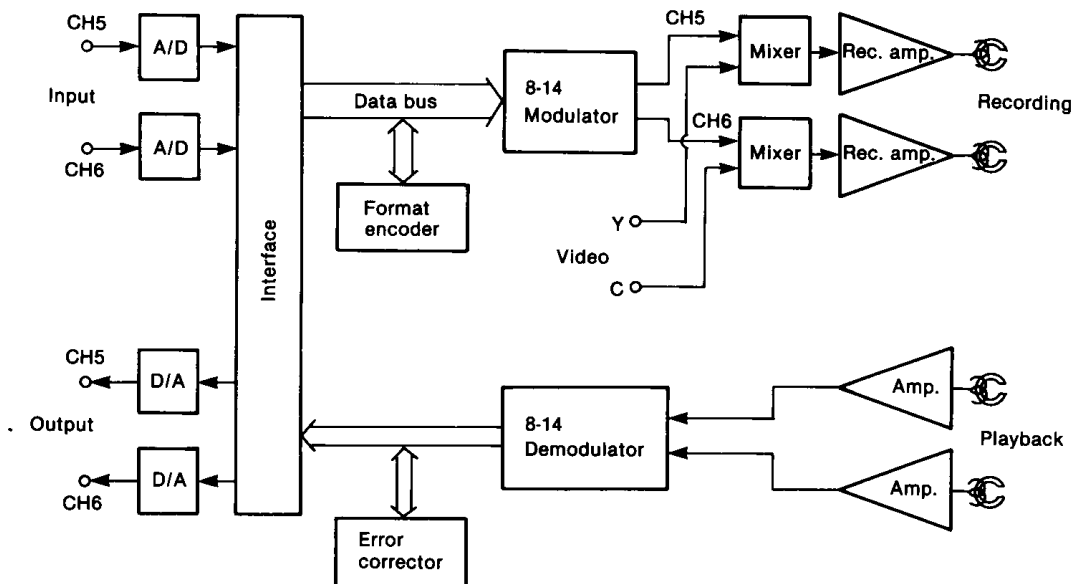 CH5
A/D
Input
A/D
CH6
Interface
Data bus
Format
encoder
8-14
Modulator
CH5
CH6
Mixer
Rec. amp.
Recording
Mixer
Rec. amp.
Y
Video
C
CH5
D/A
Output
D/A
CH6
8-14
Demodulator
Error
corrector
Amp.
Playback
Amp.